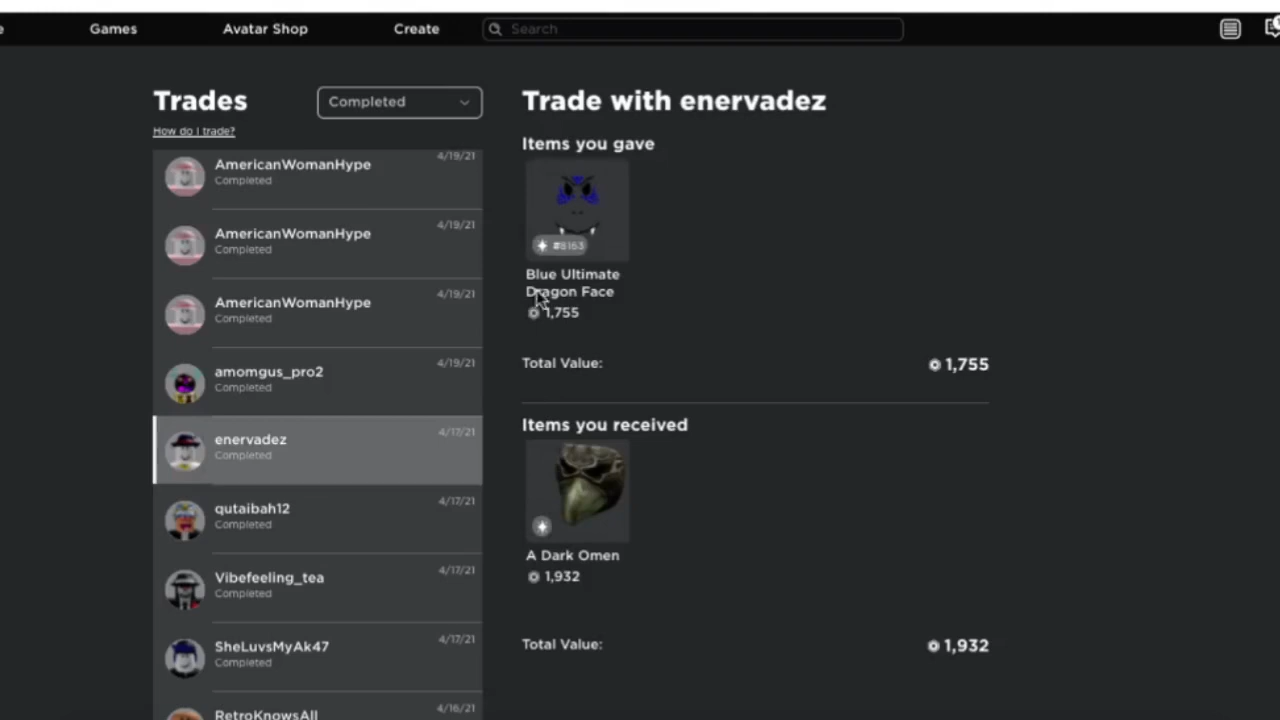 e
Games
Avatar Shop
Create
Search
Trades
Completed
How do I trade?
AmericanWomanHype
4/19/21
Completed
AmericanWomanHype
4/19/21
Completed
AmericanWomanHype
4/19/21
Completed
amomgus_pro2
4/19/21
Completed
enervadez
4/17/21
Completed
qutaibah12
4/17/21
Completed
Vibefeeling_tea
4/17/21
Completed
SheLuvsMyAk47
4/17/21
Completed
RetroKnowsAll
4/16/21
Trade with enervadez
Items you gave
#8163
Blue Ultimate
Dragon Face
1,755
Total Value:
1,755
Items you received
A Dark Omen
1,932
Total Value:
1,932